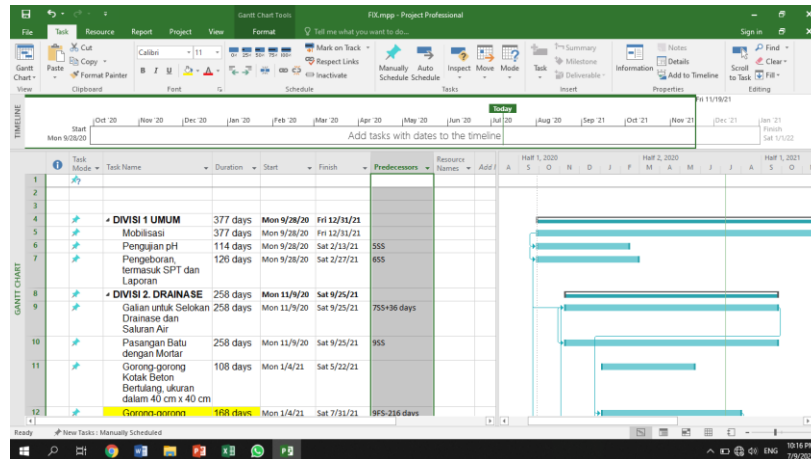 Gantt Chart Tools
FIX.mpp - Project Professional
File Task Resource Report Project View Format Tell me what you want to do... Sign in
Gantt Chart
View
Paste
Cut
Copy
Format Painter
Clipboard
Calibri 11
B I U
Font
Mark on Track
Respect Links
Inactivate
Schedule
Manually Schedule
Auto Schedule
Inspect Move Mode
Tasks
Task
Summary
Milestone
Deliverable
Insert
Information
Notes
Details
Add to Timeline
Properties
Scroll to Task
Find
Clear
Fill
Editing
TIMELINE
Fri 11/19/21
Today
Start
Mon 9/28/20
Oct '20 Nov '20 Dec '20 Jan '20 Feb '20 Mar '20 Apr '20 May '20 Jun '20 Jul '20 Aug '21 Sep '21 Oct '21 Nov '21 Dec '21 Jan '21
Add tasks with dates to the timeline
Finish
Sat 1/1/22
Task Mode Task Name Duration Start Finish Predecessors Resource Names
Half 1, 2020 Half 2, 2020 Half 1, 2021
A S O N D J F M A M J J A S O
GANTT CHART
1
2
3
4 DIVISI 1 UMUM 377 days Mon 9/28/20 Fri 12/31/21
5 Mobilisasi 377 days Mon 9/28/20 Fri 12/31/21
6 Pengujian pH 114 days Mon 9/28/20 Sat 2/13/21 5SS
7 Pengeboran, termasuk SPT dan Laporan 126 days Mon 9/28/20 Sat 2/27/21 6SS
8 DIVISI 2. DRAINASE 258 days Mon 11/9/20 Sat 9/25/21
9 Galian untuk Selokan Drainase dan Saluran Air 258 days Mon 11/9/20 Sat 9/25/21 7SS+36 days
10 Pasangan Batu dengan Mortar 258 days Mon 11/9/20 Sat 9/25/21 9SS
11 Gorong-gorong Kotak Beton Bertulang, ukuran dalam 40 cm x 40 cm 108 days Mon 1/4/21 Sat 5/22/21
12 Gorong-gorong 168 days Mon 1/4/21 Sat 7/31/21 9FS-216 days
Ready New Tasks : Manually Scheduled
ENG
10:16 PM